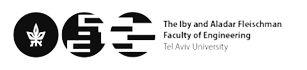 The Iby and Aladar Fleischman
Faculty of Engineering
Tel Aviv University